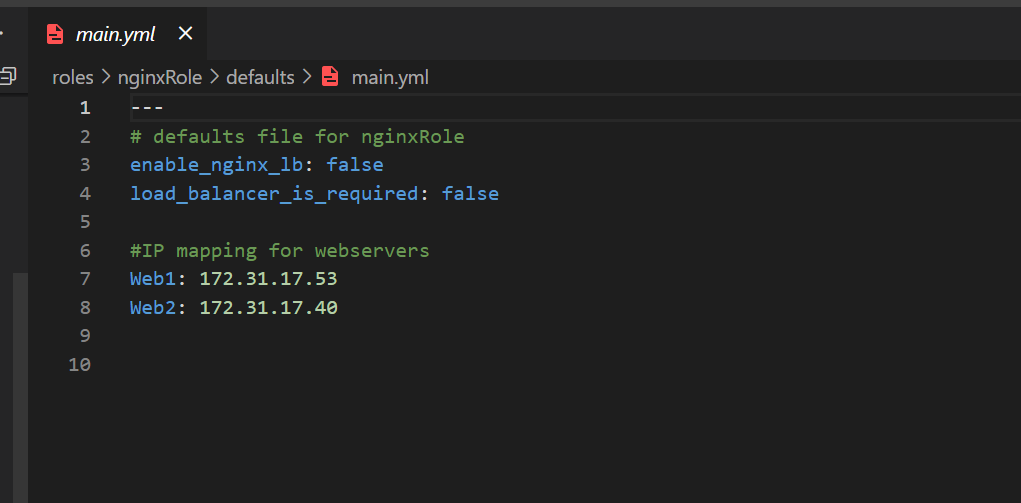 main.yml
roles > nginxRole > defaults > main.yml
1 ---
2 # defaults file for nginxRole
3 enable_nginx_lb: false
4 load_balancer_is_required: false
5
6 #IP mapping for webservers
7 Web1: 172.31.17.53
8 Web2: 172.31.17.40
9
10